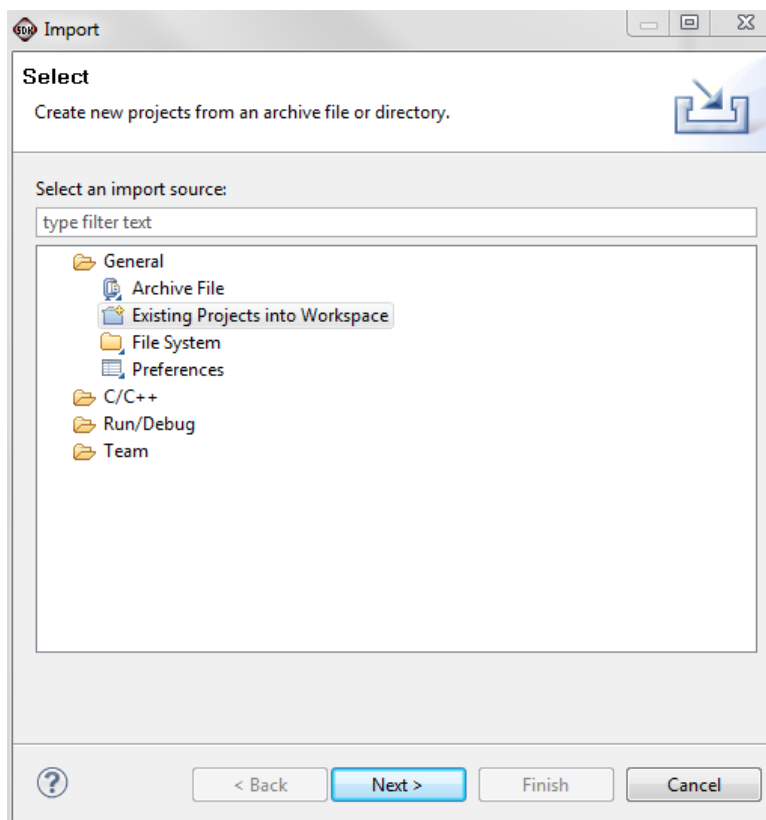 SDK Import
Select
Create new projects from an archive file or directory.
Select an import source:
type filter text
General
Archive File
Existing Projects into Workspace
File System
Preferences
C/C++
Run/Debug
Team
? < Back Next > Finish Cancel